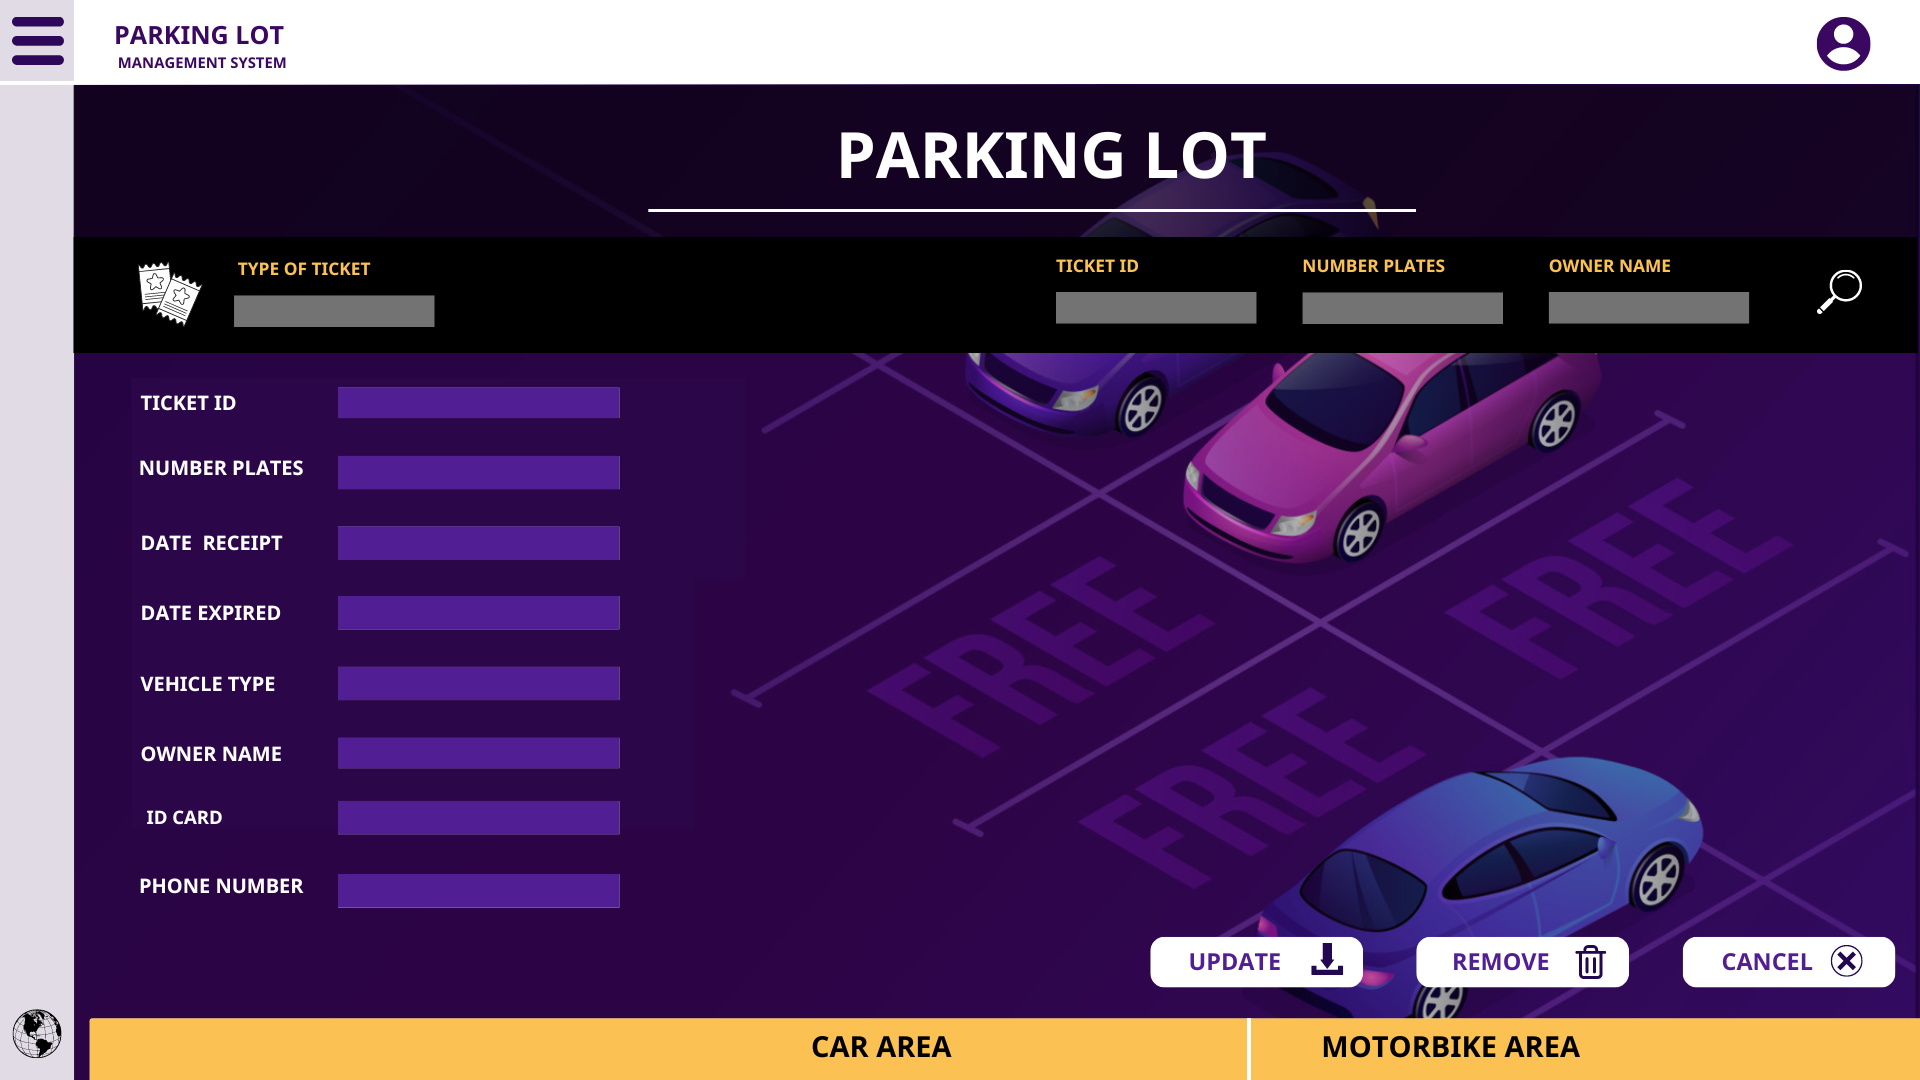 PARKING LOT
MANAGEMENT SYSTEM
PARKING LOT
TYPE OF TICKET
TICKET ID
NUMBER PLATES
OWNER NAME
TICKET ID
NUMBER PLATES
DATE  RECEIPT
DATE EXPIRED
VEHICLE TYPE
OWNER NAME
ID CARD
PHONE NUMBER
FREE
FREE
FREE
UPDATE
REMOVE
CANCEL
CAR AREA
MOTORBIKE AREA